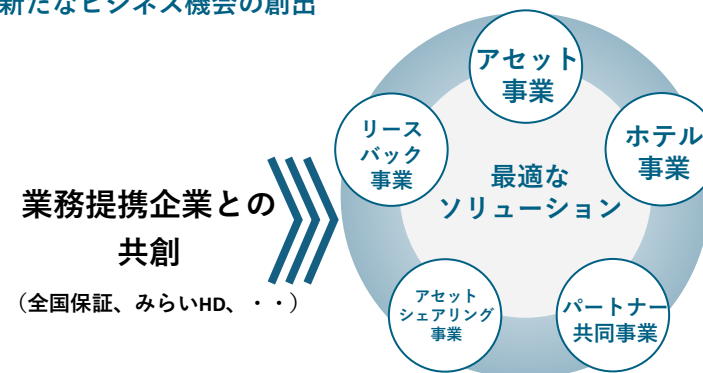 新たなビジネス機会の創出
アセット
事業
リース
バック
事業
ホテル
事業
最適な
ソリューション
業務提携企業との
共創
（全国保証、みらいHD、・・）
アセット
シェアリング
事業
パートナー
共同事業